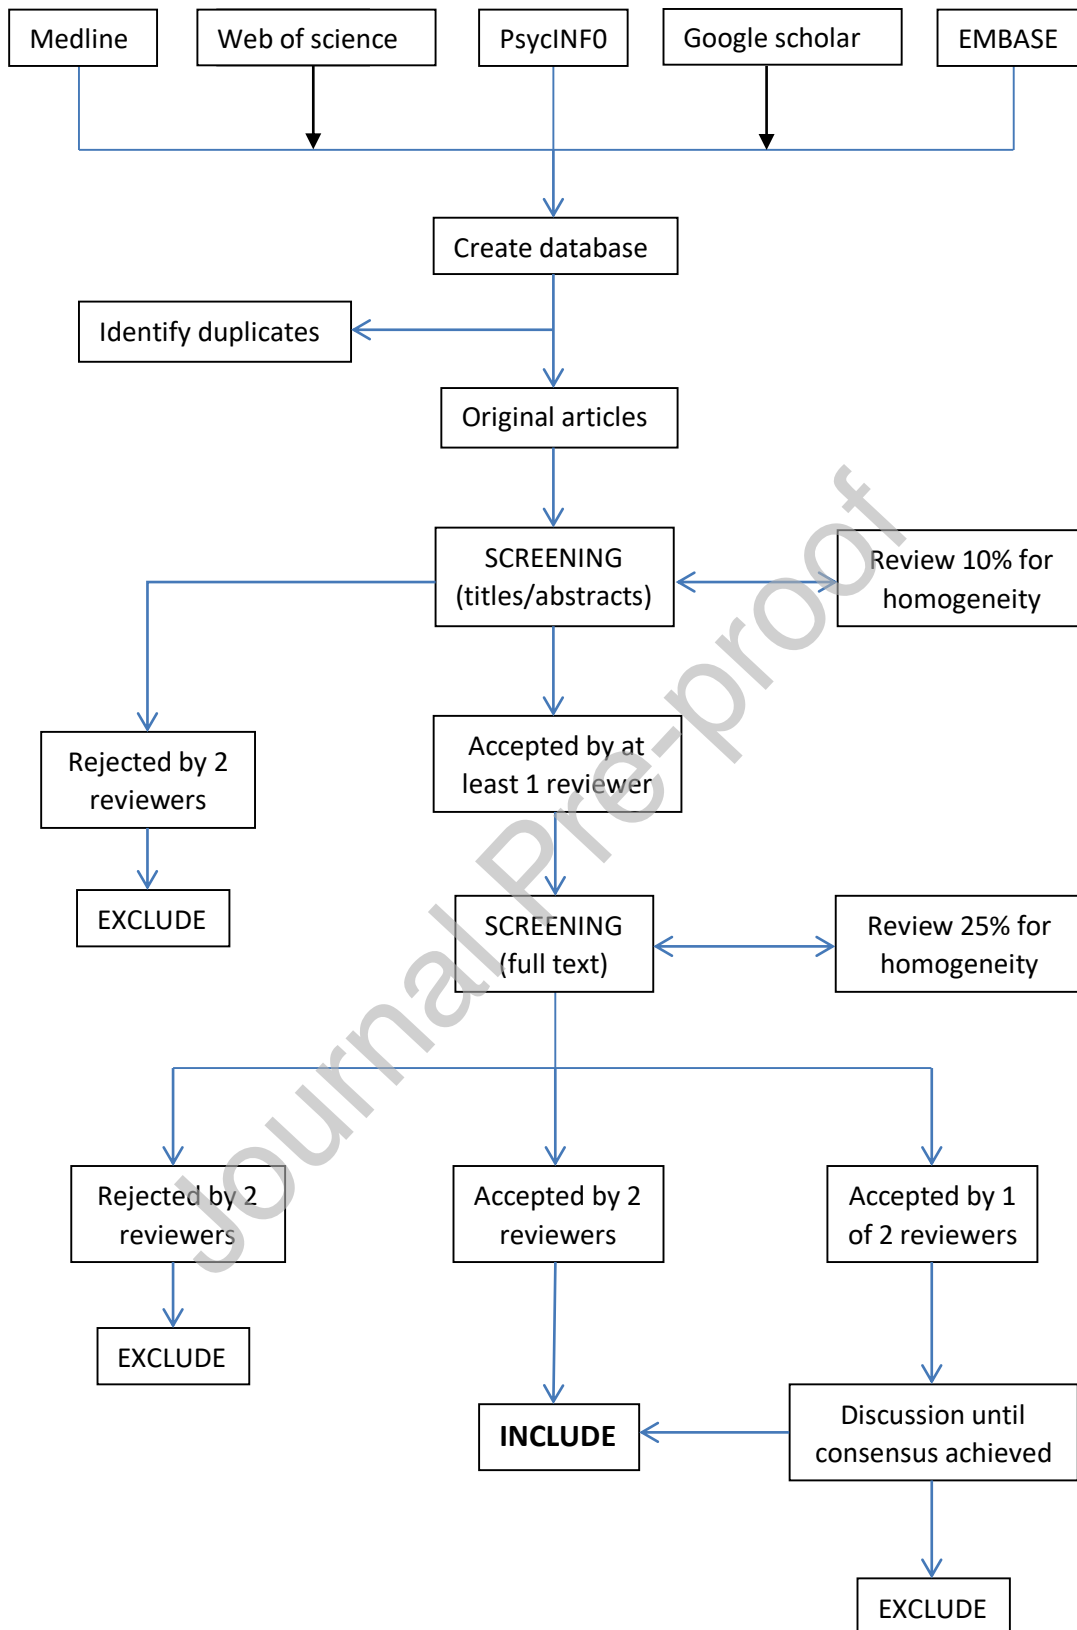 Medline
Web of science
PsycINF0
Google scholar
EMBASE
Create database
Identify duplicates
Original articles
SCREENING
(titles/abstracts)
Review 10% for
homogeneity
Rejected by 2
reviewers
Accepted by at
least 1 reviewer
EXCLUDE
SCREENING
(full text)
Review 25% for
homogeneity
Rejected by 2
reviewers
Accepted by 2
reviewers
Accepted by 1
of 2 reviewers
EXCLUDE
INCLUDE
Discussion until
consensus achieved
EXCLUDE
Journal Pre-proof